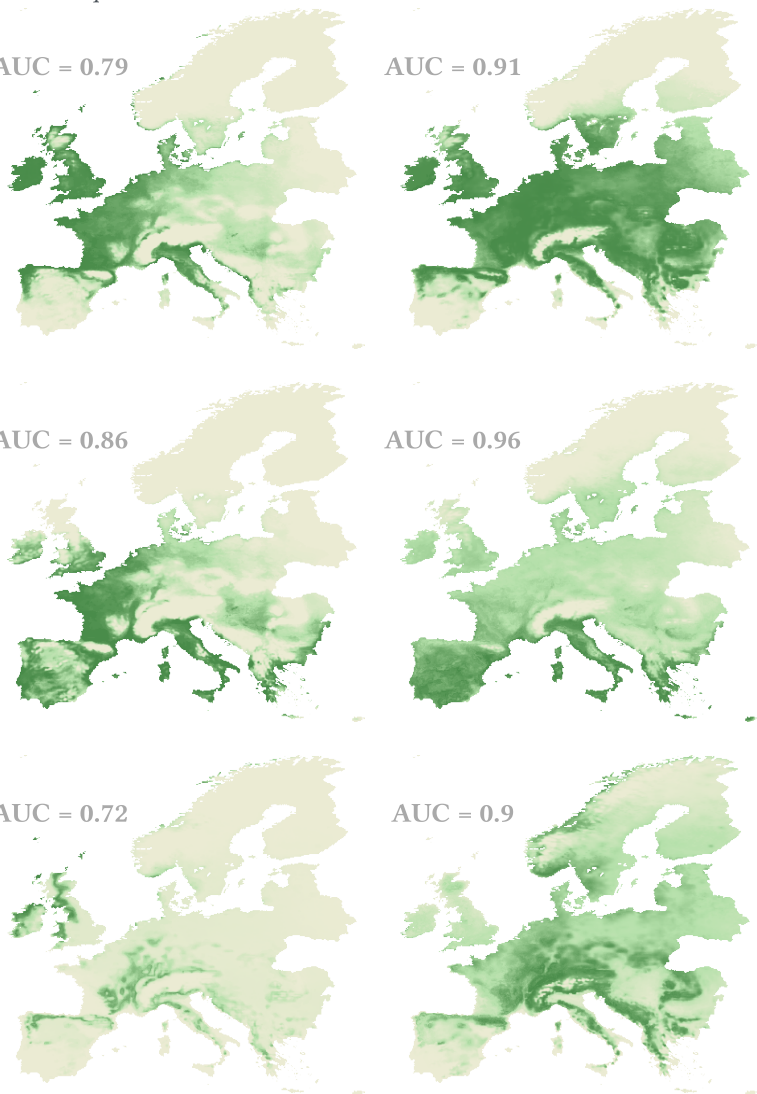 AUC = 0.79
AUC = 0.91
AUC = 0.86
AUC = 0.96
AUC = 0.72
AUC = 0.9